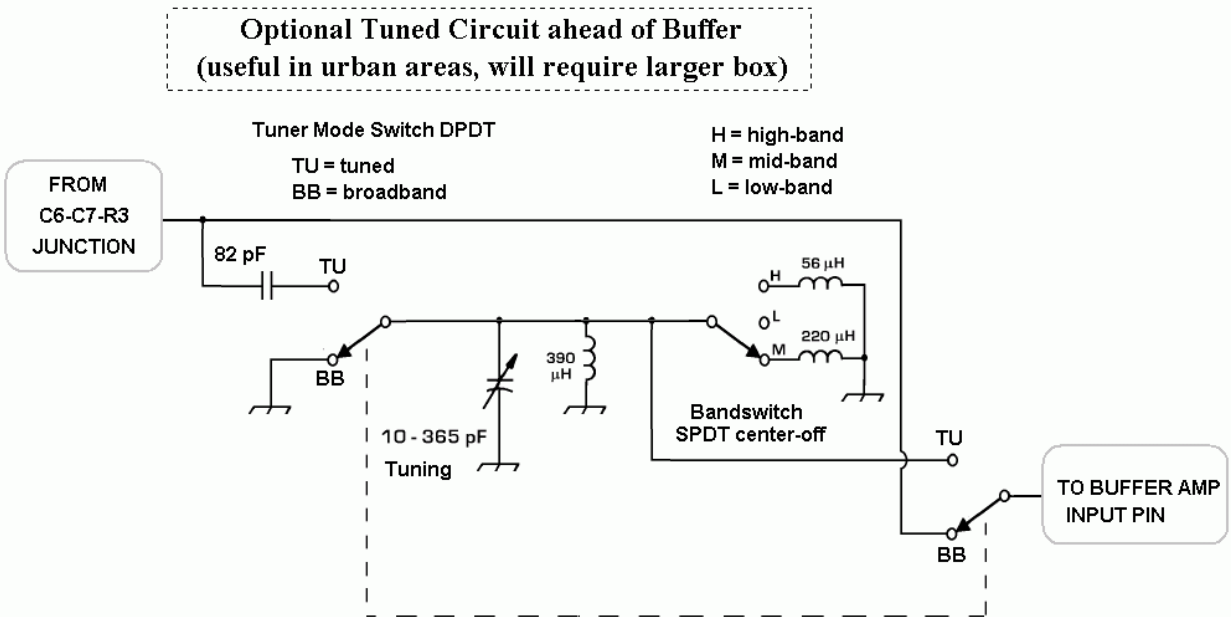 Optional Tuned Circuit ahead of Buffer
(useful in urban areas, will require larger box)
Tuner Mode Switch DPDT
TU = tuned
BB = broadband
H = high-band
M = mid-band
L = low-band
FROM
C6-C7-R3
JUNCTION
82 pF
TU
BB
10 - 365 pF
Tuning
390
µH
H
56 µH
L
M
220 µH
Bandswitch
SPDT center-off
TU
BB
TO BUFFER AMP
INPUT PIN